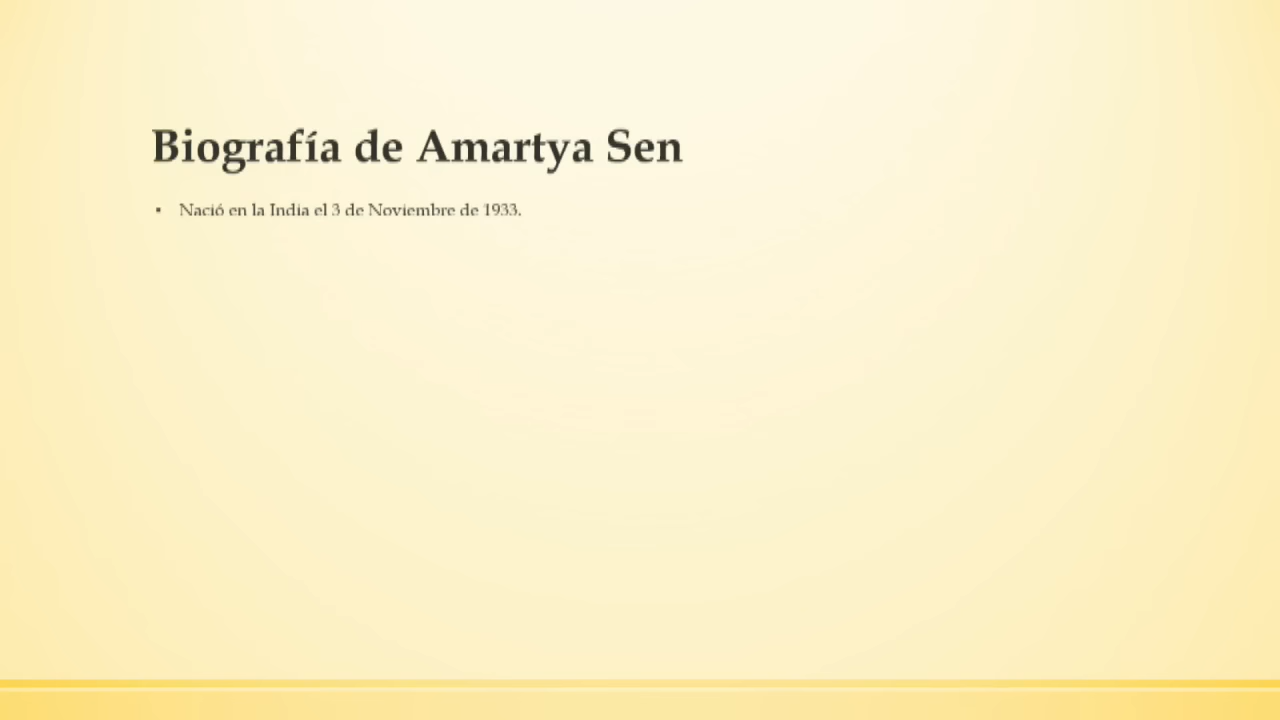 Biografía de Amartya Sen
▪ Nació en la India el 3 de Noviembre de 1933.